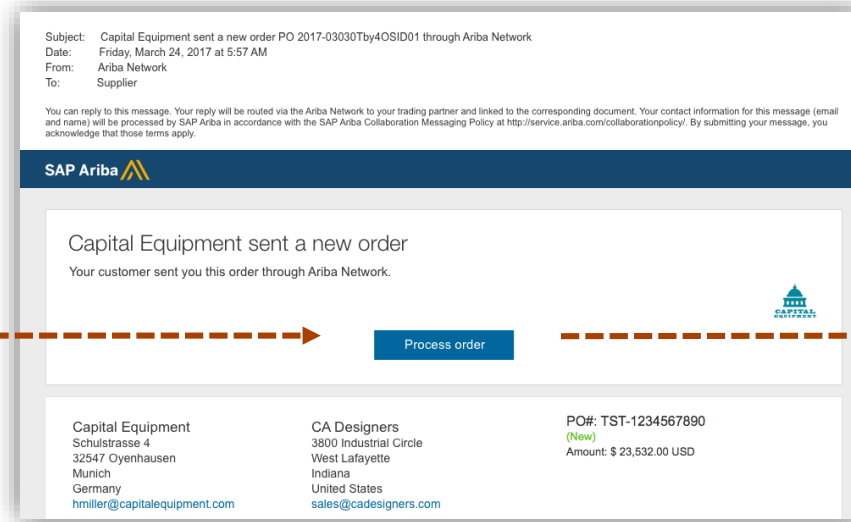 Subject: Capital Equipment sent a new order PO 2017-03030Tby4OSID01 through Ariba Network
Date: Friday, March 24, 2017 at 5:57 AM
From: Ariba Network
To: Supplier
You can reply to this message. Your reply will be routed via the Ariba Network to your trading partner and linked to the corresponding document. Your contact information for this message (email
and name) will be processed by SAP Ariba in accordance with the SAP Ariba Collaboration Messaging Policy at http://service.ariba.com/collaborationpolicy/. By submitting your message, you
acknowledge that those terms apply.
SAP Ariba
Capital Equipment sent a new order
Your customer sent you this order through Ariba Network.
CAPITAL
EQUIPMENT
Process order
Capital Equipment
Schulstrasse 4
32547 Oyenhausen
Munich
Germany
hmiller@capitalequipment.com
CA Designers
3800 Industrial Circle
West Lafayette
Indiana
United States
sales@cadesigners.com
PO#: TST-1234567890
(New)
Amount: $ 23,532.00 USD